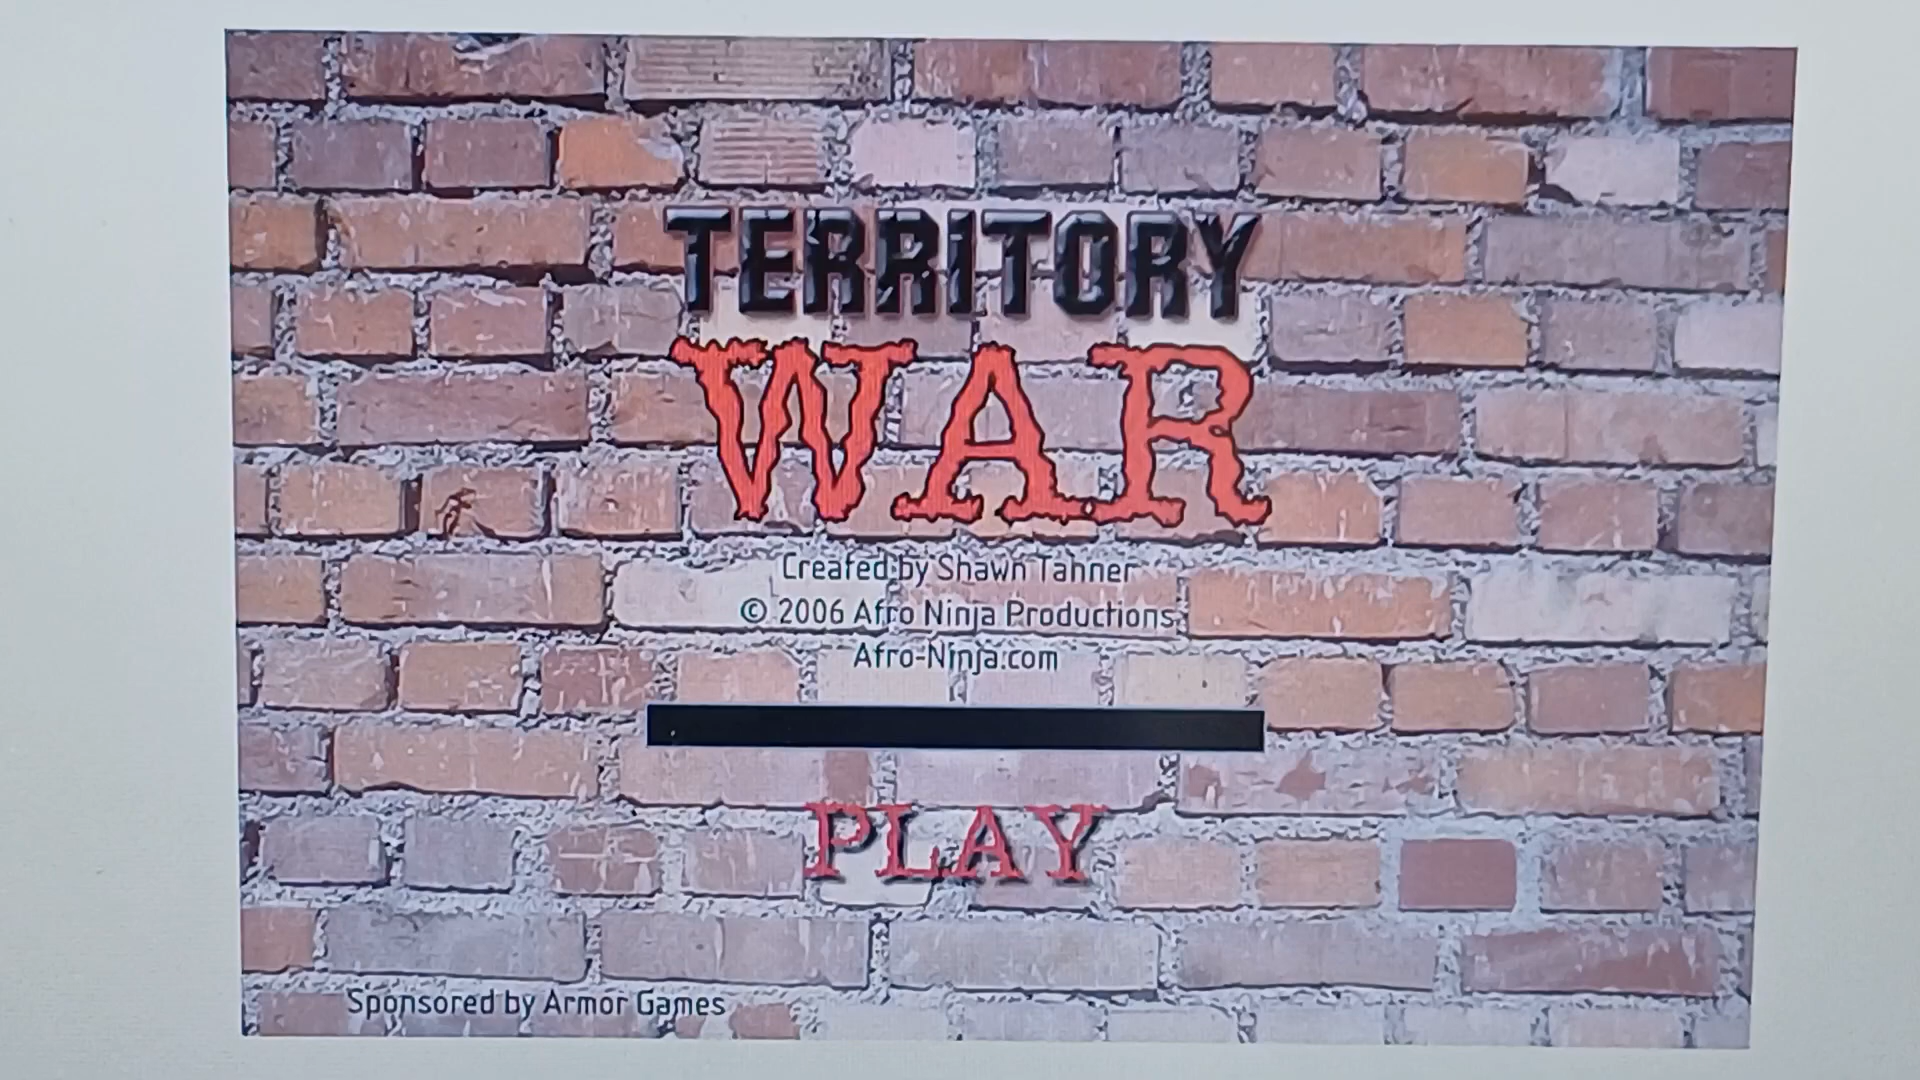 TERRITORY
WAR
Created by Shawn Tanner
© 2006 Afro Ninja Productions
Afro-Ninja.com
PLAY
Sponsored by Armor Games